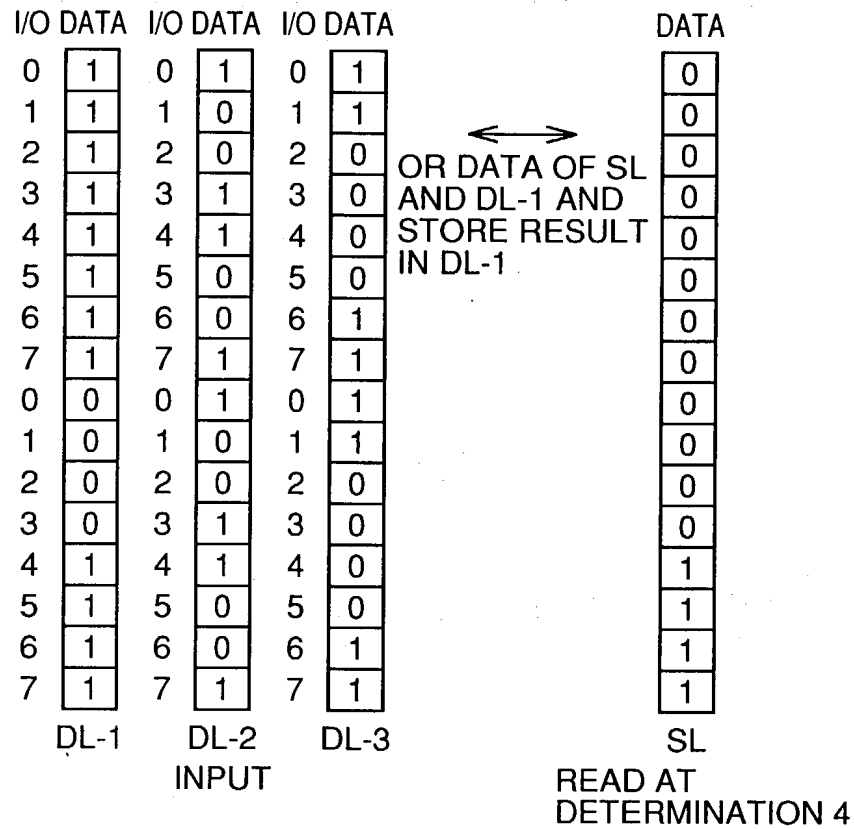 I/O DATA I/O DATA I/O DATA DATA
0 1 0 1 0 1 0
1 1 1 0 1 1 0
2 1 2 0 2 0 0
3 1 3 1 3 0 0
4 1 4 1 4 0 0
5 1 5 0 5 0 0
6 1 6 0 6 1 0
7 1 7 1 7 1 0
0 0 0 1 0 1 0
1 0 1 0 1 1 0
2 0 2 0 2 0 0
3 0 3 1 3 0 0
4 1 4 1 4 0 1
5 1 5 0 5 0 1
6 1 6 0 6 1 1
7 1 7 1 7 1 1
OR DATA OF SL
AND DL-1 AND
STORE RESULT
IN DL-1
DL-1 DL-2 DL-3 SL
INPUT
READ AT
DETERMINATION 4